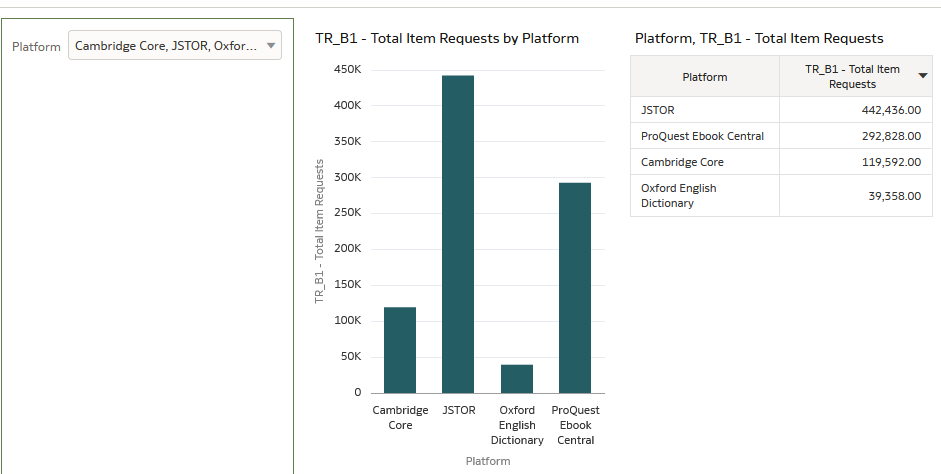 Platform
Cambridge Core, JSTOR, Oxfor...
TR_B1 - Total Item Requests by Platform
TR_B1 - Total Item Requests
450K
400K
350K
300K
250K
200K
150K
100K
50K
0
Cambridge
Core
JSTOR
Oxford
English
Dictionary
ProQuest
Ebook
Central
Platform
Platform, TR_B1 - Total Item Requests
Platform
TR_B1 - Total Item
Requests
JSTOR 442,436.00
ProQuest Ebook Central 292,828.00
Cambridge Core 119,592.00
Oxford English
Dictionary
39,358.00